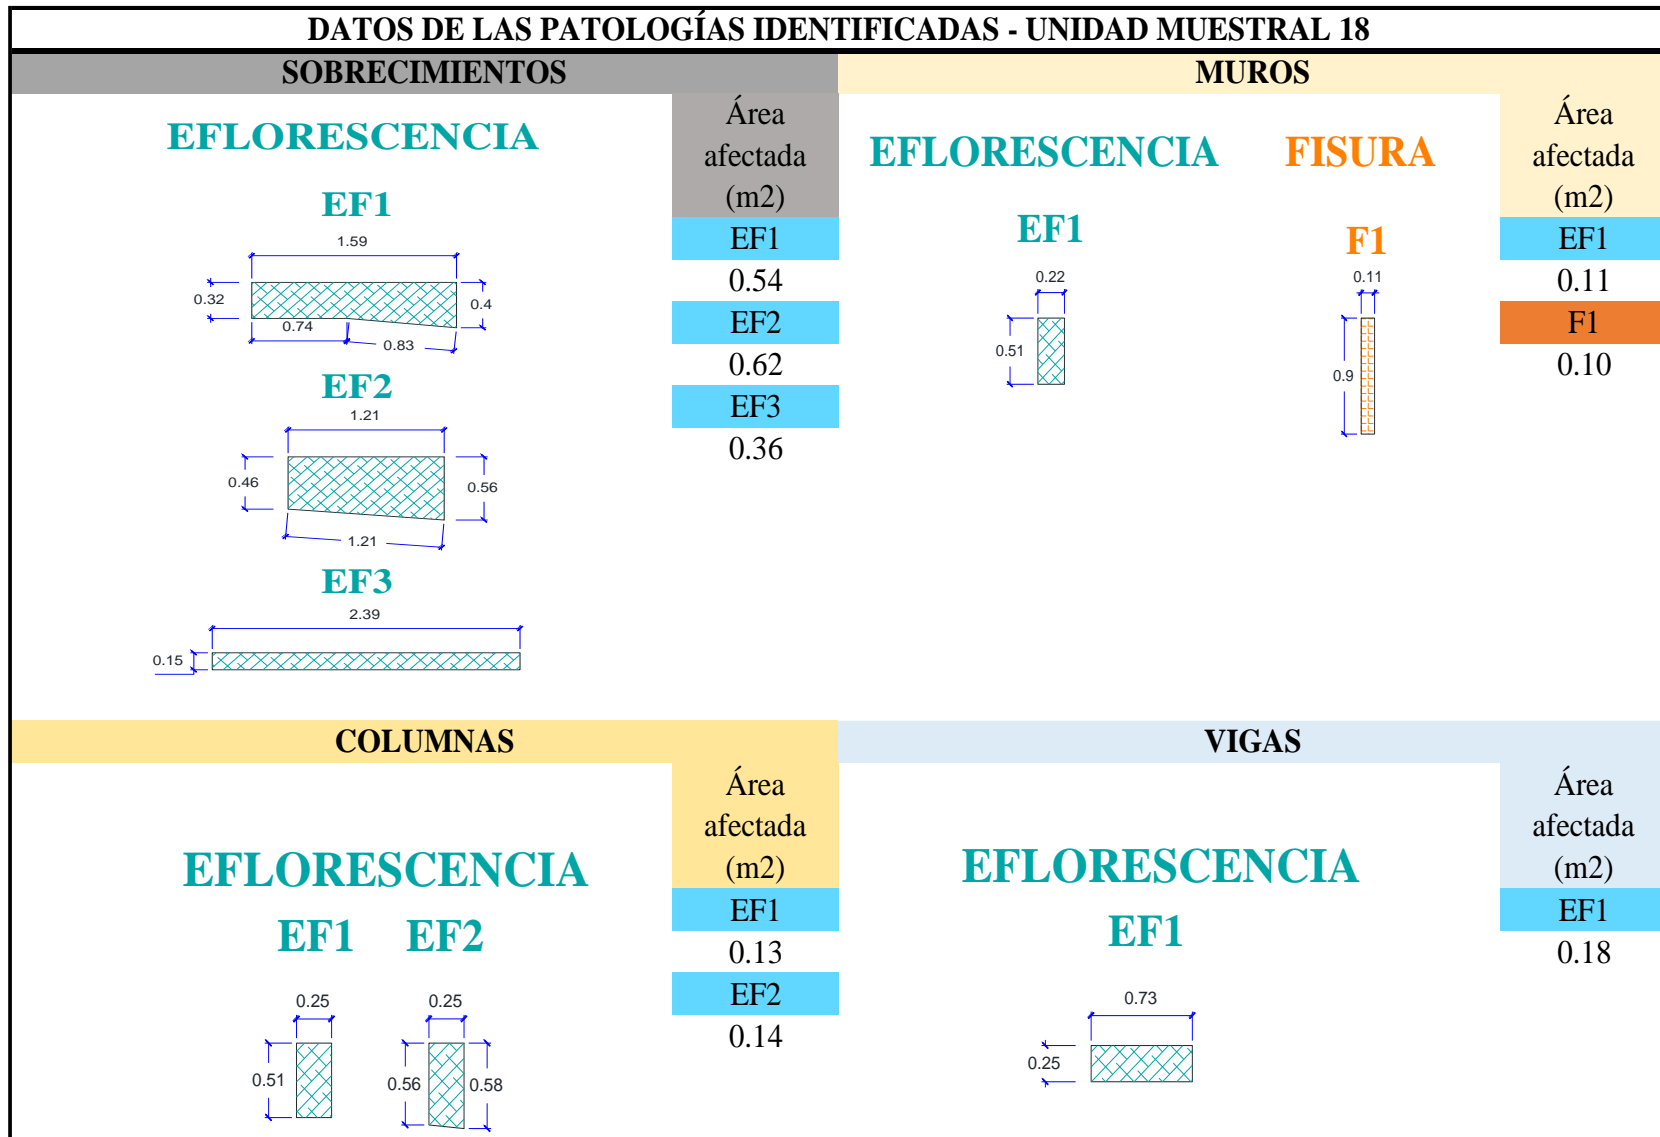 DATOS DE LAS PATOLOGÍAS IDENTIFICADAS - UNIDAD MUESTRAL 18
SOBRECIMIENTOS
EFLORESCENCIA
EF1
1.59
0.32
0.4
0.74
0.83
EF2
1.21
0.46
0.56
1.21
EF3
2.39
0.15
Área
afectada
(m2)
EF1
0.54
EF2
0.62
EF3
0.36
MUROS
EFLORESCENCIA
EF1
0.22
0.51
FISURA
F1
0.11
0.9
Área
afectada
(m2)
EF1
0.11
F1
0.10
COLUMNAS
EFLORESCENCIA
EF1 EF2
0.25 0.25
0.51 0.56 0.58
Área
afectada
(m2)
EF1
0.13
EF2
0.14
VIGAS
EFLORESCENCIA
EF1
0.73
0.25
Área
afectada
(m2)
EF1
0.18